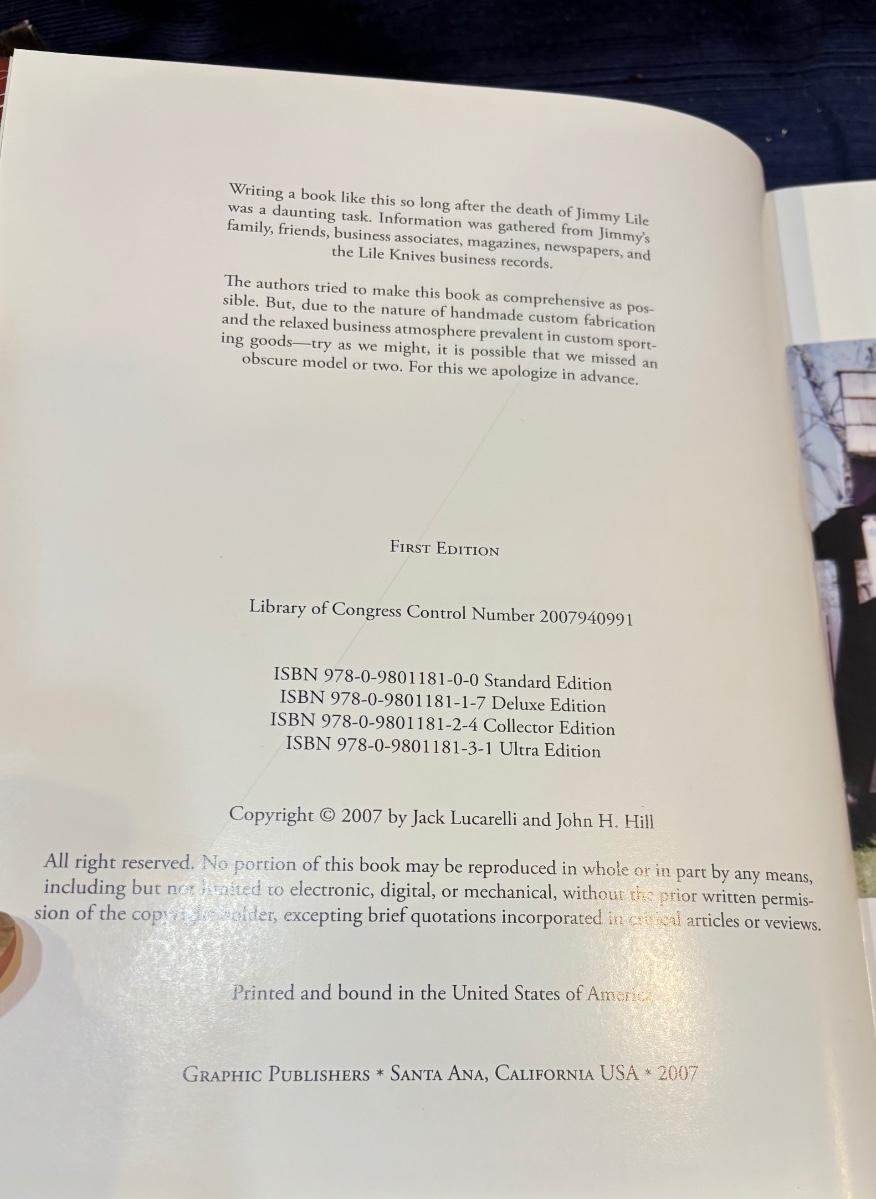 Writing a book like this so long after the death of Jimmy Lile
was a daunting task. Information was gathered from Jimmy's
family, friends, business associates, magazines, newspapers, and
the Lile Knives business records.
The authors tried to make this book as comprehensive as pos-
sible. But, due to the nature of handmade custom fabrication
and the relaxed business atmosphere prevalent in custom sport-
ing goods—try as we might, it is possible that we missed an
obscure model or two. For this we apologize in advance.
FIRST EDITION
Library of Congress Control Number 2007940991
ISBN 978-0-9801181-0-0 Standard Edition
ISBN 978-0-9801181-1-7 Deluxe Edition
ISBN 978-0-9801181-2-4 Collector Edition
ISBN 978-0-9801181-3-1 Ultra Edition
Copyright © 2007 by Jack Lucarelli and John H. Hill
All right reserved. No portion of this book may be reproduced in whole or in part by any means,
including but not limited to electronic, digital, or mechanical, without the prior written permis-
sion of the copyright holder, excepting brief quotations incorporated in critical articles or veviews.
Printed and bound in the United States of America
GRAPHIC PUBLISHERS * SANTA ANA, CALIFORNIA USA * 2007